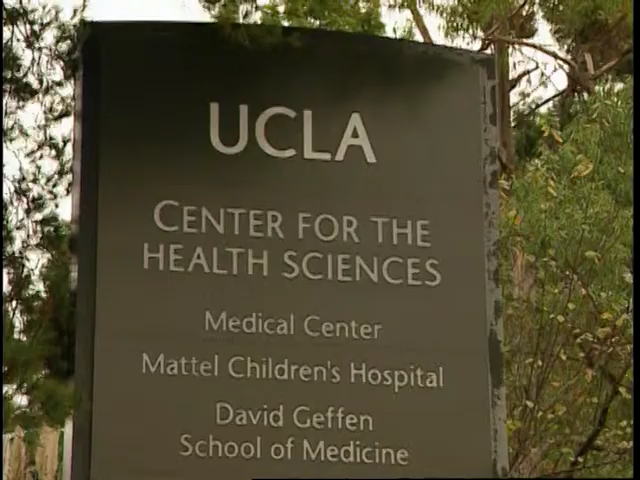 UCLA
CENTER FOR THE
HEALTH SCIENCES
Medical Center
Mattel Children's Hospital
David Geffen
School of Medicine